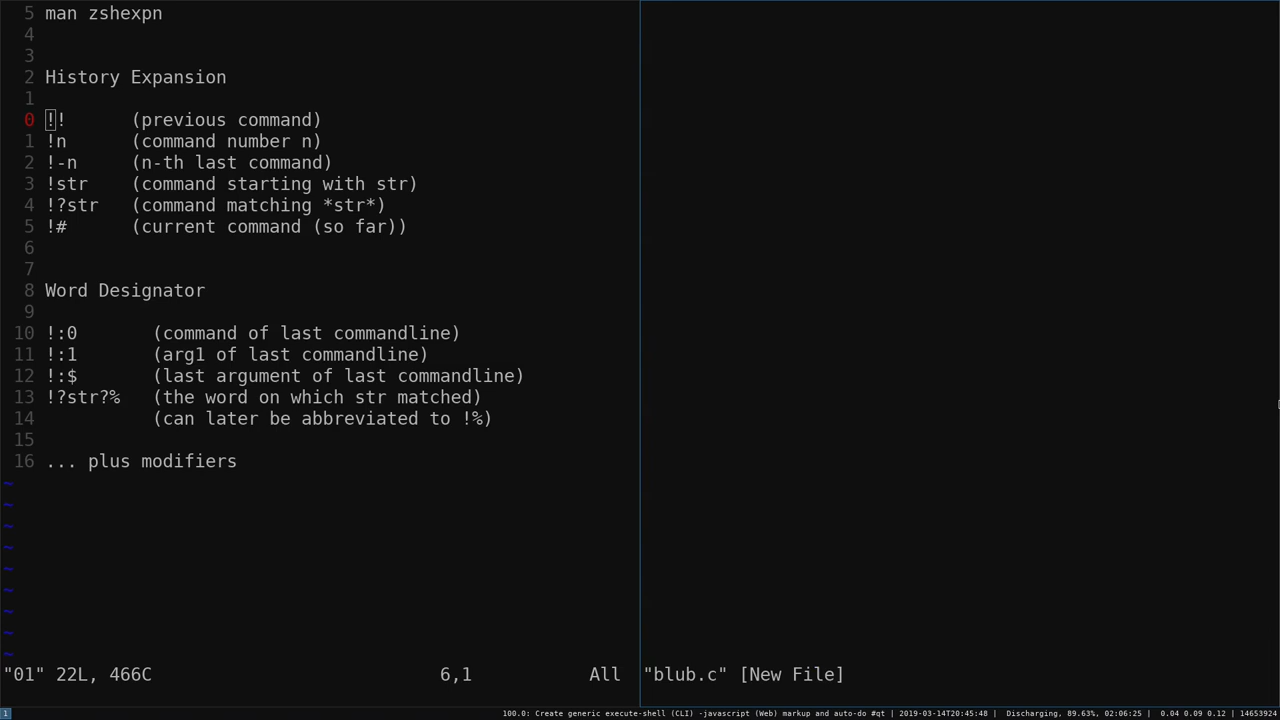 5 man zshexpn
4
3
2 History Expansion
1
0 !! (previous command)
1 !n (command number n)
2 !-n (n-th last command)
3 !str (command starting with str)
4 !?str (command matching *str*)
5 !# (current command (so far))
6
7
8 Word Designator
9
10 !:0 (command of last commandline)
11 !:1 (arg1 of last commandline)
12 !:$ (last argument of last commandline)
13 !?str?% (the word on which str matched)
14 (can later be abbreviated to !%)
15
16 ... plus modifiers
~
~
~
~
~
~
~
~
~
"01" 22L, 466C 6,1 All
"blub.c" [New File]
1 100.0: Create generic execute-shell (CLI) -javascript (Web) markup and auto-do #qt | 2019-03-14T20:45:48 | Discharging, 89.63%, 02:06:25 | 0.04 0.09 0.12 | 14653924